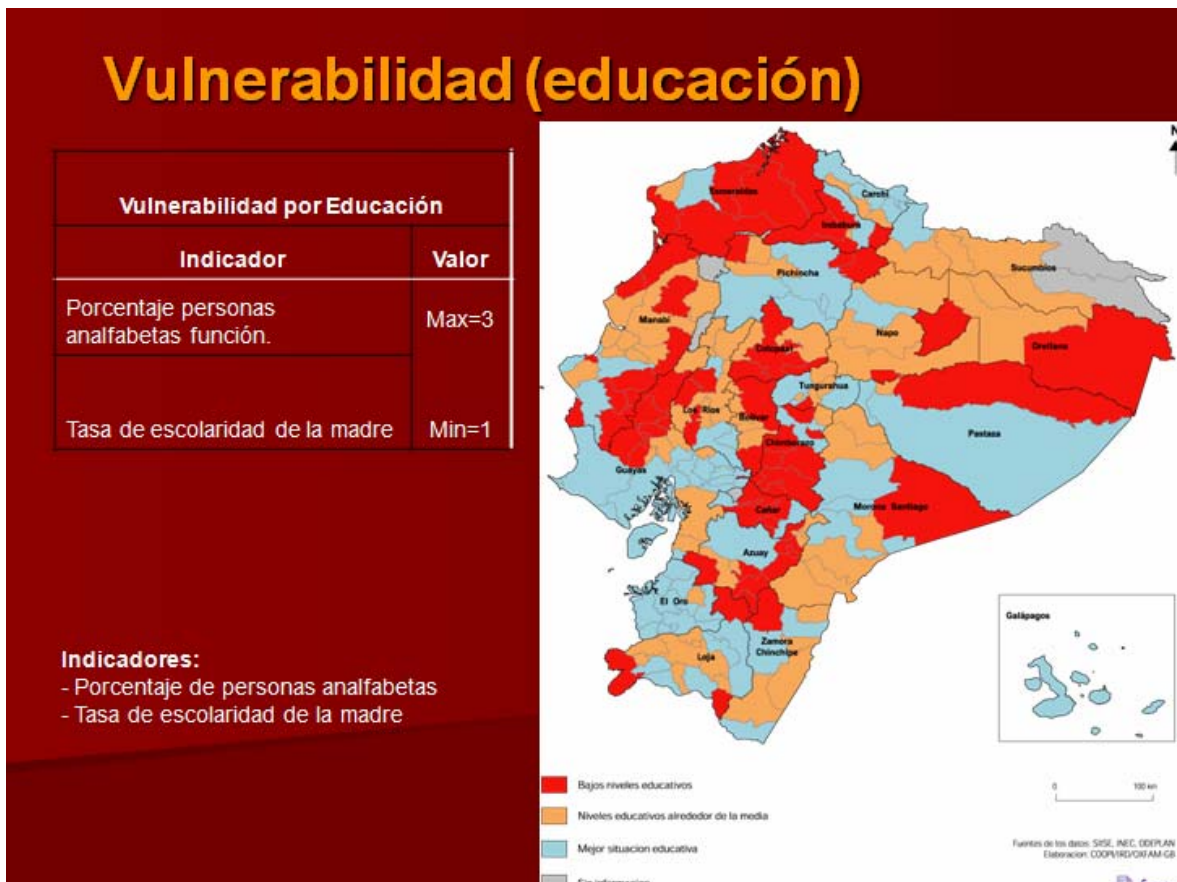 Vulnerabilidad (educación)
Vulnerabilidad por Educación
Indicador Valor
Porcentaje personas
analfabetas función.
Max=3
Tasa de escolaridad de la madre Min=1
Indicadores:
- Porcentaje de personas analfabetas
- Tasa de escolaridad de la madre
N
Esmeraldas
Carchi
Imbabura
Sucumbios
Pichincha
Manabí
Napo
Orellana
Cotopaxi
Tungurahua
Los Ríos
Bolívar
Pastaza
Chimborazo
Guayas
Cañar
Morona Santiago
Azuay
El Oro
Zamora
Chinchipe
Loja
Galápagos
Bajos niveles educativos
Niveles educativos alrededor de la media
Mejor situacion educativa
0 100 km
Fuentes de los datos: SIISE, INEC, ODEPLAN
Elaboracion: COOPI/IRD/OXFAM-GB